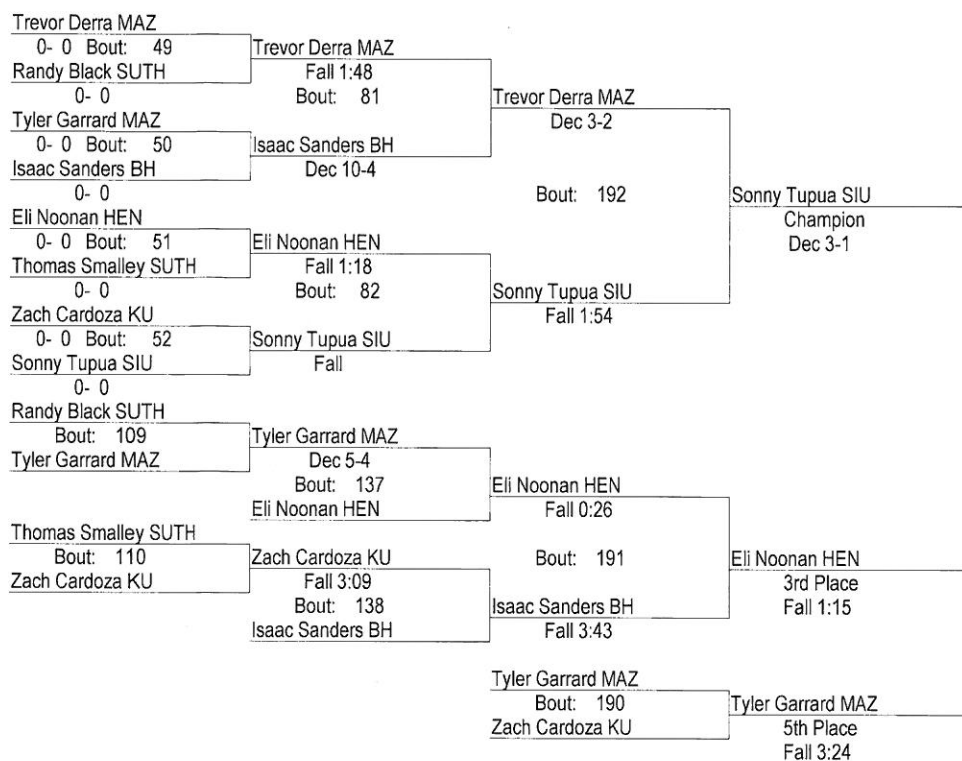 Trevor Derra MAZ
0- 0 Bout: 49
Randy Black SUTH
0- 0
Tyler Garrard MAZ
0- 0 Bout: 50
Isaac Sanders BH
0- 0
Eli Noonan HEN
0- 0 Bout: 51
Thomas Smalley SUTH
0- 0
Zach Cardoza KU
0- 0 Bout: 52
Sonny Tupua SIU
0- 0
Trevor Derra MAZ
Fall 1:48
Bout: 81
Isaac Sanders BH
Dec 10-4
Eli Noonan HEN
Fall 1:18
Bout: 82
Sonny Tupua SIU
Fall
Trevor Derra MAZ
Dec 3-2
Bout: 192
Sonny Tupua SIU
Fall 1:54
Sonny Tupua SIU
Champion
Dec 3-1
Randy Black SUTH
Bout: 109
Tyler Garrard MAZ
Thomas Smalley SUTH
Bout: 110
Zach Cardoza KU
Tyler Garrard MAZ
Dec 5-4
Bout: 137
Eli Noonan HEN
Zach Cardoza KU
Fall 3:09
Bout: 138
Isaac Sanders BH
Eli Noonan HEN
Fall 0:26
Bout: 191
Isaac Sanders BH
Fall 3:43
Eli Noonan HEN
3rd Place
Fall 1:15
Tyler Garrard MAZ
Bout: 190
Zach Cardoza KU
Tyler Garrard MAZ
5th Place
Fall 3:24